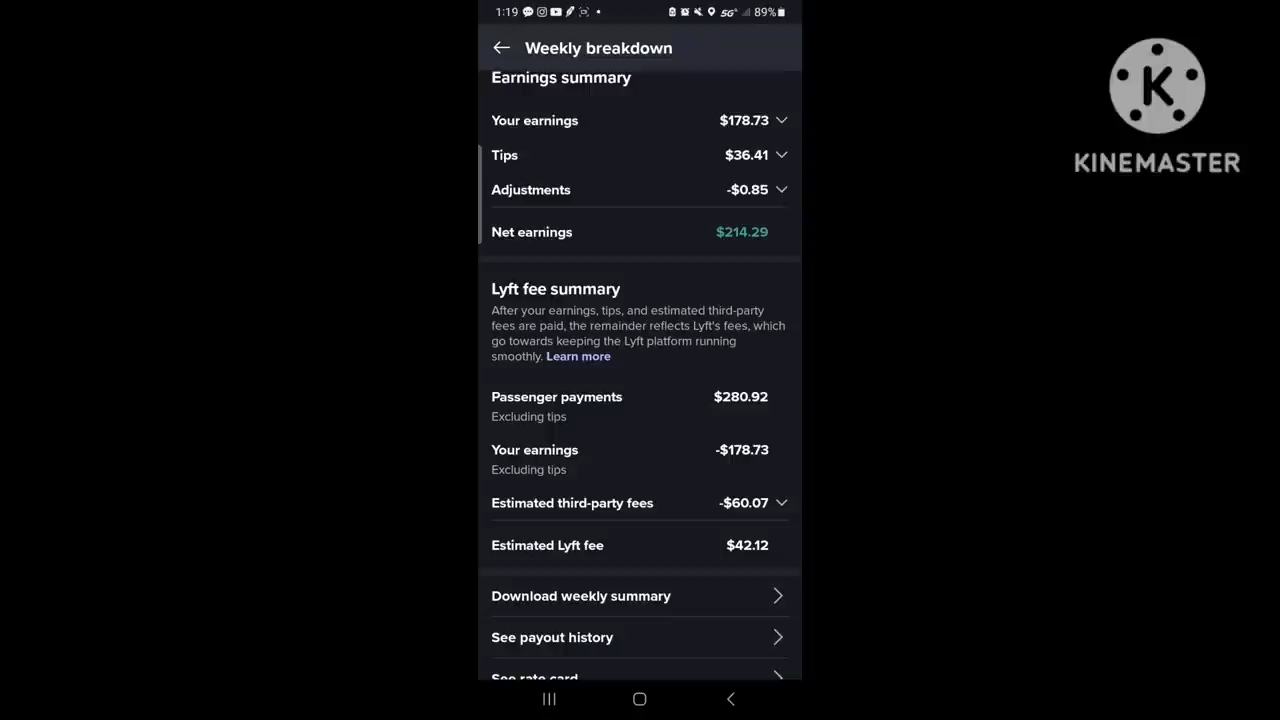 1:19
5G+
89%
Weekly breakdown
Earnings summary
Your earnings $178.73
Tips $36.41
Adjustments -$0.85
Net earnings $214.29
Lyft fee summary
After your earnings, tips, and estimated third-party
fees are paid, the remainder reflects Lyft's fees, which
go towards keeping the Lyft platform running
smoothly. Learn more
Passenger payments $280.92
Excluding tips
Your earnings -$178.73
Excluding tips
Estimated third-party fees -$60.07
Estimated Lyft fee $42.12
Download weekly summary
See payout history
See rate card
K
KINEMASTER